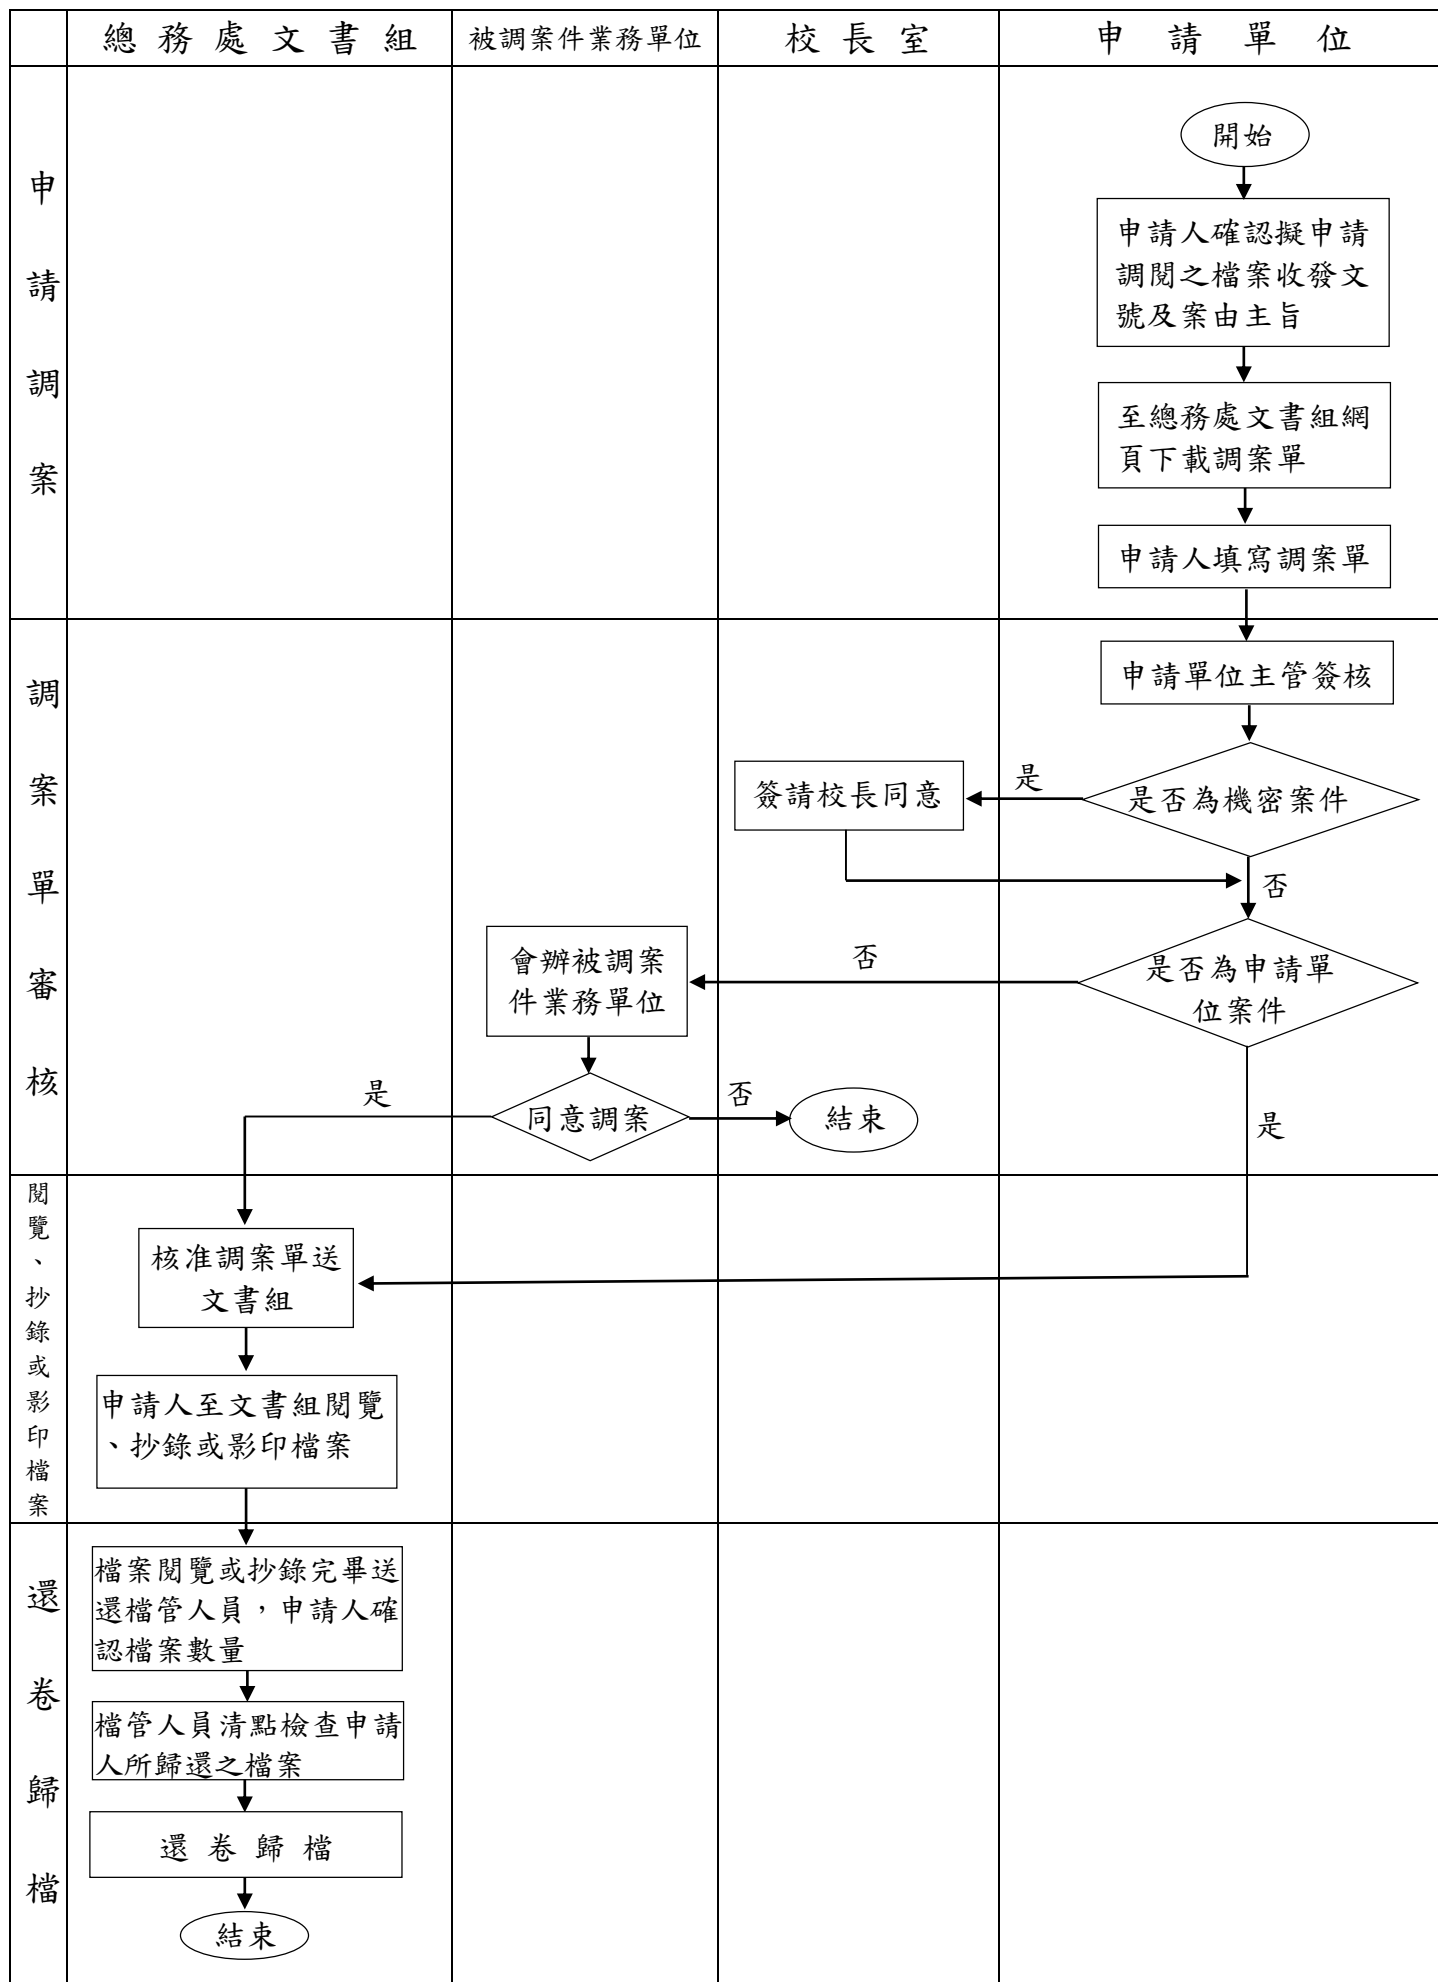 總務處文書組
被調案件業務單位
校長室
申請單位
申請調案
開始
申請人確認擬申請
調閱之檔案收發文
號及案由主旨
至總務處文書組網
頁下載調案單
申請人填寫調案單
調案單審核
申請單位主管簽核
是否為機密案件
是
簽請校長同意
否
是否為申請單
位案件
否
會辦被調案
件業務單位
同意調案
否
結束
是
是
閱覽、抄錄或影印檔案
核准調案單送
文書組
申請人至文書組閱覽
、抄錄或影印檔案
還卷歸檔
檔案閱覽或抄錄完畢送
還檔管人員，申請人確
認檔案數量
檔管人員清點檢查申請
人所歸還之檔案
還卷歸檔
結束